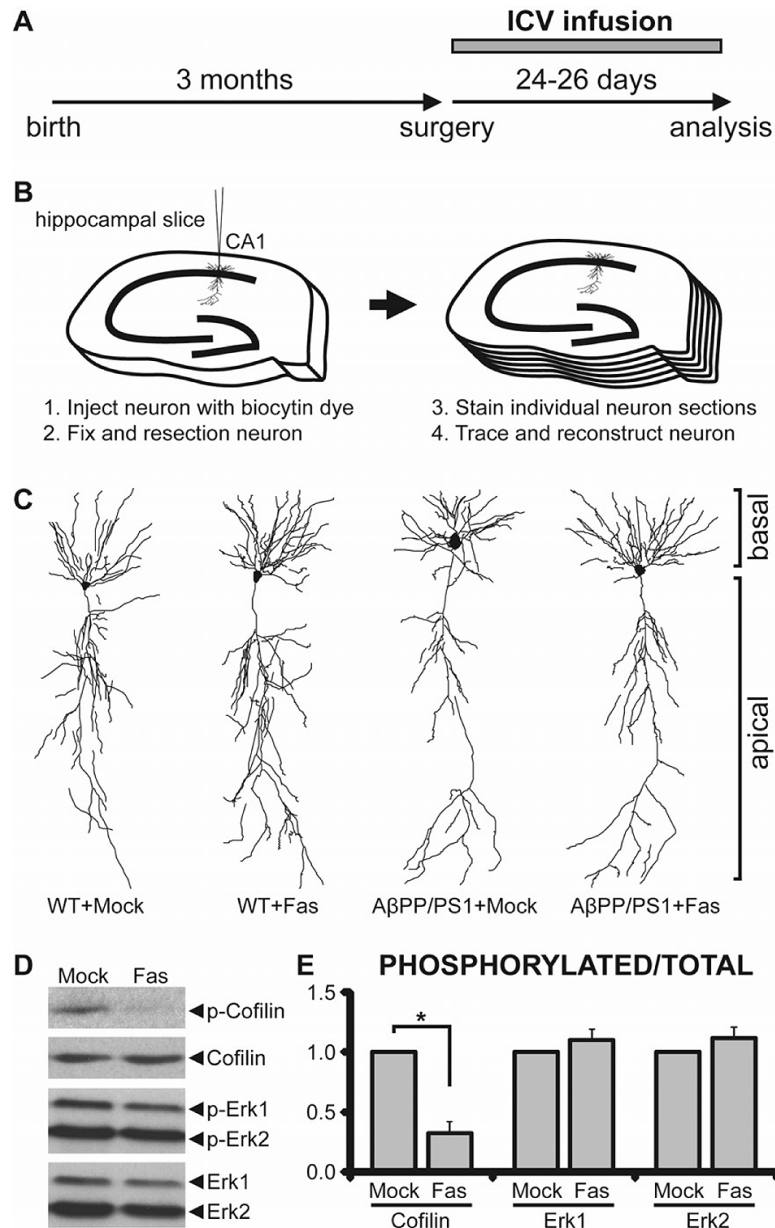 A
ICV infusion
3 months
24-26 days
birth
surgery
analysis
B
hippocampal slice
CA1
1. Inject neuron with biocytin dye
2. Fix and resection neuron
3. Stain individual neuron sections
4. Trace and reconstruct neuron
C
basal
apical
WT+Mock
WT+Fas
AβPP/PS1+Mock
AβPP/PS1+Fas
D
Mock Fas
p-Cofilin
Cofilin
p-Erk1
p-Erk2
Erk1
Erk2
E
PHOSPHORYLATED/TOTAL
1.5
1.0
0.5
0.0
*
Mock Fas Mock Fas Mock Fas
Cofilin Erk1 Erk2